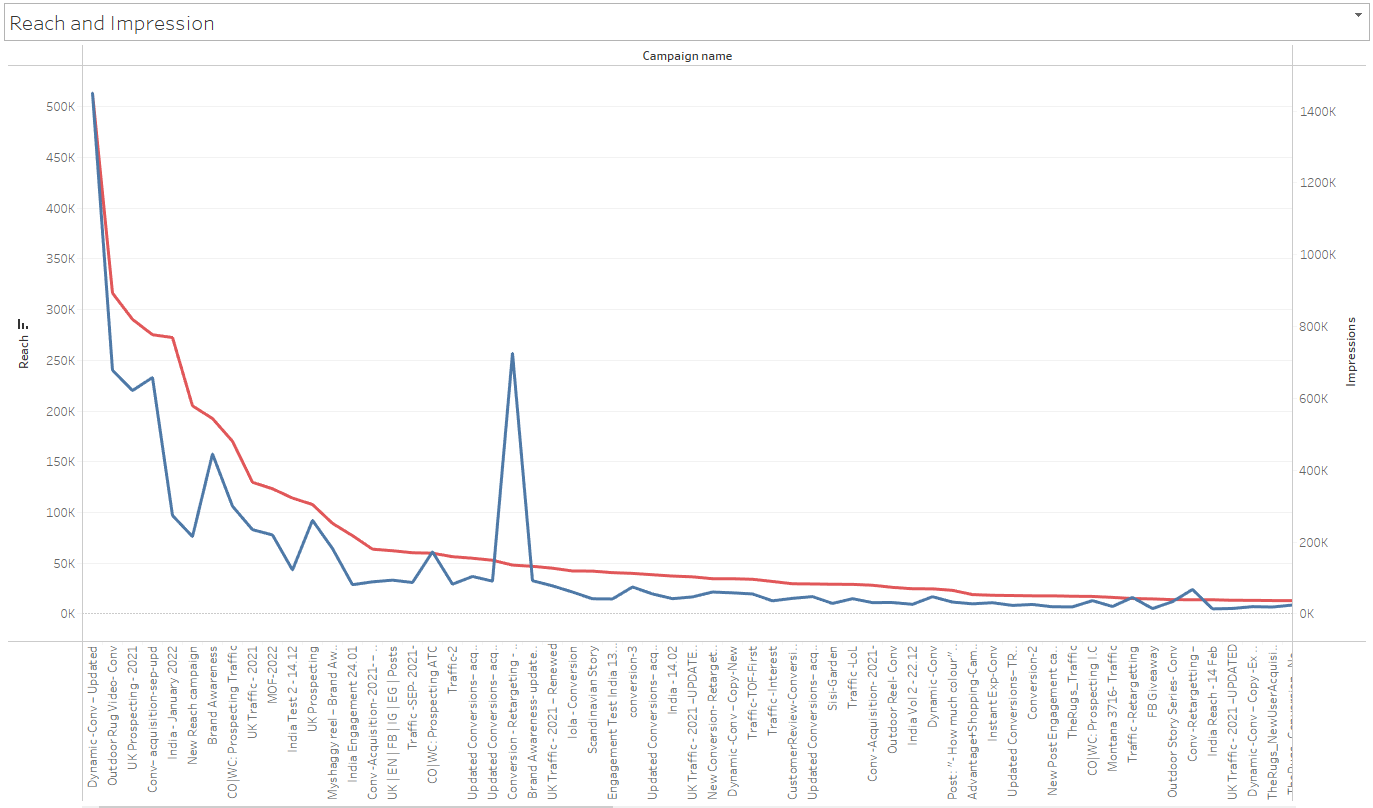 Reach and Impression
Campaign name
500K
450K
400K
350K
300K
250K
200K
150K
100K
50K
0K
Reach
1400K
1200K
1000K
800K
600K
400K
200K
0K
Impressions
Dynamic -Conv – Updated
Outdoor Rug Video- Conv
UK Prospecting - 2021
Conv– acquisition-sep-upd
India - January 2022
New Reach campaign
Brand Awareness
CO|WC: Prospecting Traffic
UK Traffic - 2021
MOF-2022
India Test 2 - 14.12
UK Prospecting
Myshaggy reel – Brand Aw..
India Engagement 24.01
Conv -Acquisition- 2021-– ..
UK | EN | FB | IG | EG | Posts
Traffic -SEP- 2021-
CO|WC: Prospecting ATC
Traffic-2
Updated Conversions– acq..
Updated Conversions– acq..
Conversion - Retargeting - ..
Brand Awareness-update..
UK Traffic - 2021 – Renewed
lola - Conversion
Scandinavian Story
Engagement Test India 13...
conversion-3
Updated Conversions– acq..
India - 14.02
UK Traffic - 2021 –UPDATE..
New Conversion- Retarget..
Dynamic -Conv – Copy-New
Traffic-TOF-First
Traffic-Interest
CustomerReview-Conversi..
Updated Conversions– acq..
Sisi-Garden
Traffic -LoL
Conv -Acquisition- 2021-
Outdoor Reel- Conv
India Vol 2 - 22.12
Dynamic -Conv
Post: "- How much colour"..
Advantage+Shopping-Cam..
Instant Exp-Conv
Updated Conversions– TR..
Conversion-2
New Post Engagement ca..
TheRugs_Traffic
CO|WC: Prospecting I.C
Montana 3716- Traffic
Traffic -Retargetting
FB Giveaway
Outdoor Story Series- Conv
Conv -Retargetting –
India Reach - 14 Feb
UK Traffic - 2021 –UPDATED
Dynamic-Conv – Copy -Ex..
TheRugs_NewUserAcquisi..